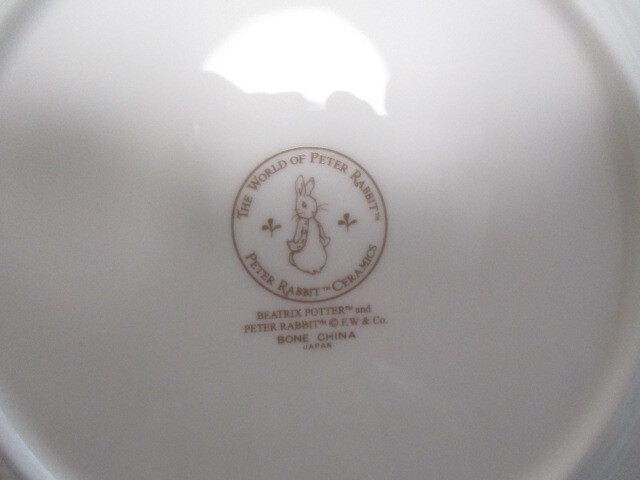 THE WORLD OF PETER RABBIT™
PETER RABBIT™ CERAMICS
BEATRIX POTTER™ and
PETER RABBIT™ © F.W. & Co.
BONE CHINA
JAPAN